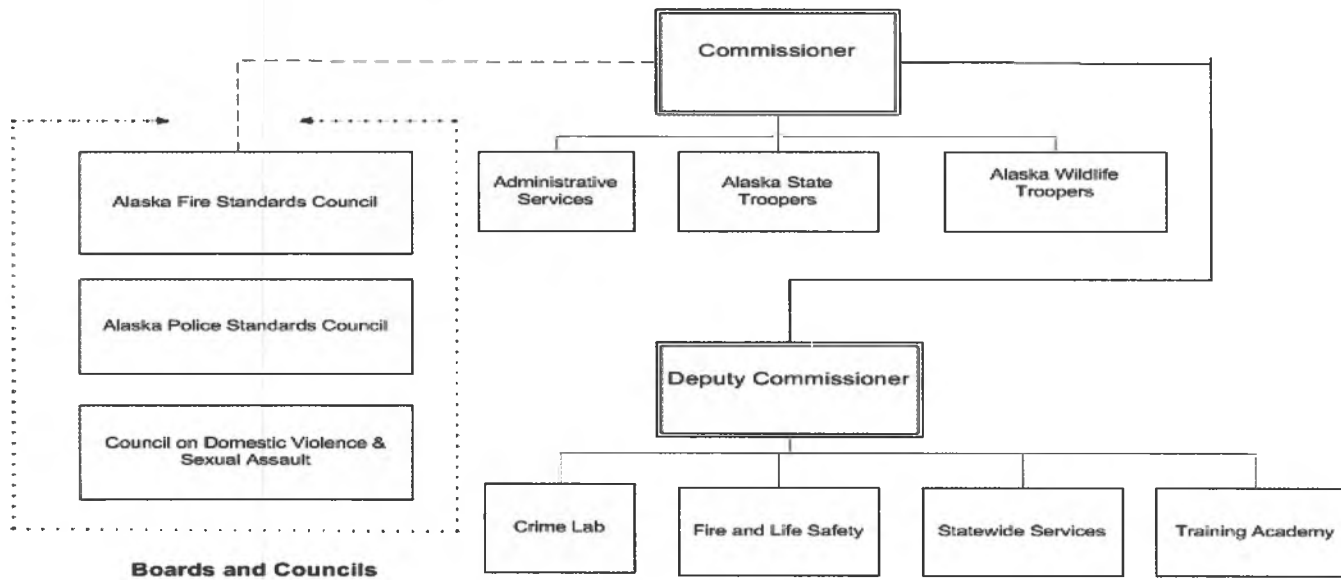 Commissioner
Administrative
Services
Alaska State
Troopers
Alaska Wildlife
Troopers
Alaska Fire Standards Council
Alaska Police Standards Council
Council on Domestic Violence &
Sexual Assault
Boards and Councils
Deputy Commissioner
Crime Lab
Fire and Life Safety
Statewide Services
Training Academy